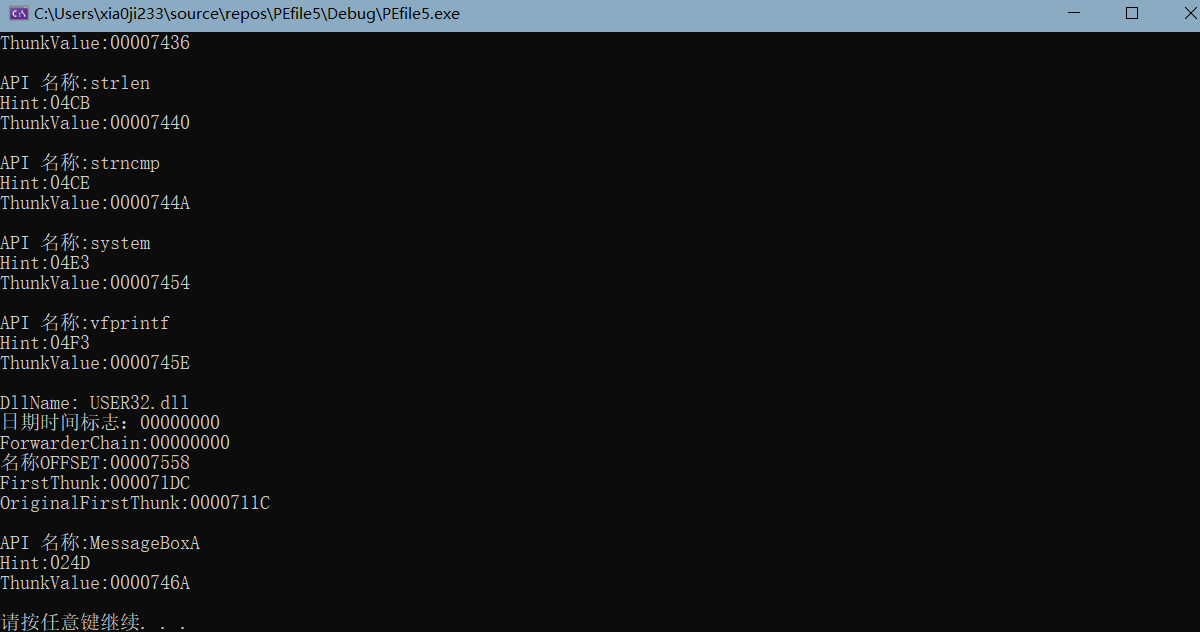 C:\Users\xia0ji233\source\repos\PEfile5\Debug\PEfile5.exe
ThunkValue:00007436
API 名称:strlen
Hint:04CB
ThunkValue:00007440
API 名称:strncmp
Hint:04CE
ThunkValue:0000744A
API 名称:system
Hint:04E3
ThunkValue:00007454
API 名称:vfprintf
Hint:04F3
ThunkValue:0000745E
DllName: USER32.dll
日期时间标志：00000000
ForwarderChain:00000000
名称OFFSET:00007558
FirstThunk:000071DC
OriginalFirstThunk:0000711C
API 名称:MessageBoxA
Hint:024D
ThunkValue:0000746A
请按任意键继续. . .